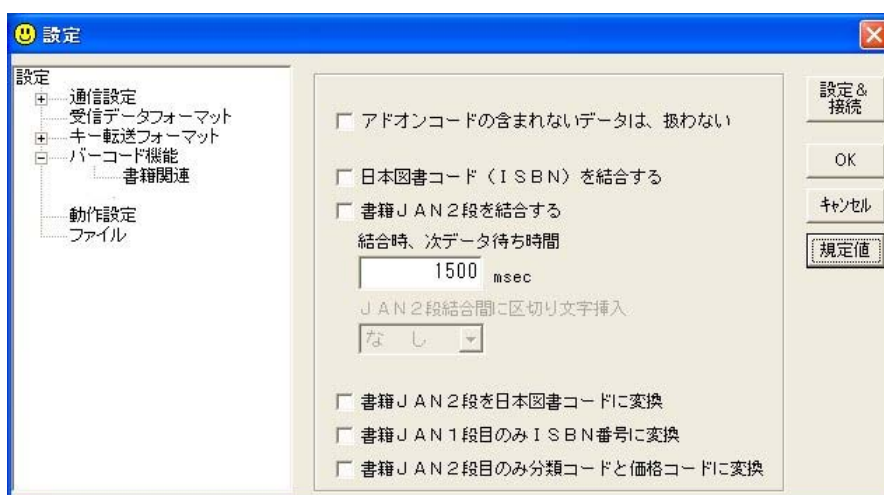 設定
設定
通信設定
受信データフォーマット
キー転送フォーマット
バーコード機能
書籍関連
動作設定
ファイル
アドオンコードの含まれないデータは、扱わない
日本図書コード（ＩＳＢＮ）を結合する
書籍ＪＡＮ２段を結合する
結合時、次データ待ち時間
1500 msec
ＪＡＮ２段結合間に区切り文字挿入
な　し
書籍ＪＡＮ２段を日本図書コードに変換
書籍ＪＡＮ１段目のみＩＳＢＮ番号に変換
書籍ＪＡＮ２段目のみ分類コードと価格コードに変換
設定＆
接続
OK
ｷｬﾝｾﾙ
規定値